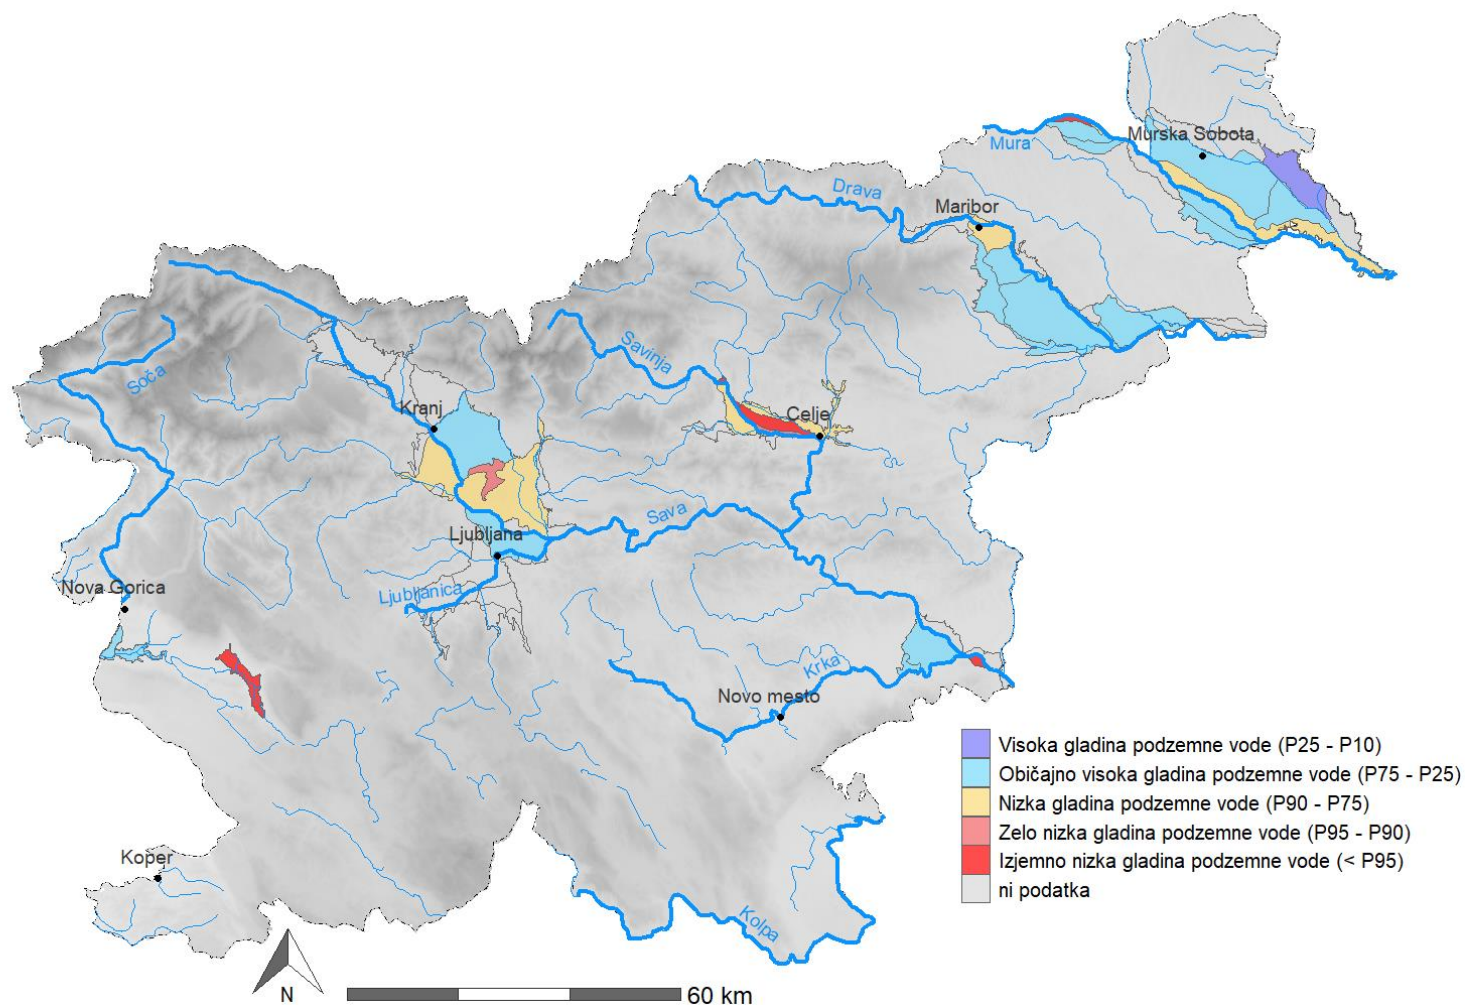 Murska Sobota
Mura
Drava
Maribor
Savinja
Soča
Kranj
Celje
Sava
Ljubljana
Nova Gorica
Ljubljanica
Krka
Novo mesto
Visoka gladina podzemne vode (P25 - P10)
Običajno visoka gladina podzemne vode (P75 - P25)
Nizka gladina podzemne vode (P90 - P75)
Zelo nizka gladina podzemne vode (P95 - P90)
Izjemno nizka gladina podzemne vode (< P95)
ni podatka
Koper
Kolpa
N
60 km